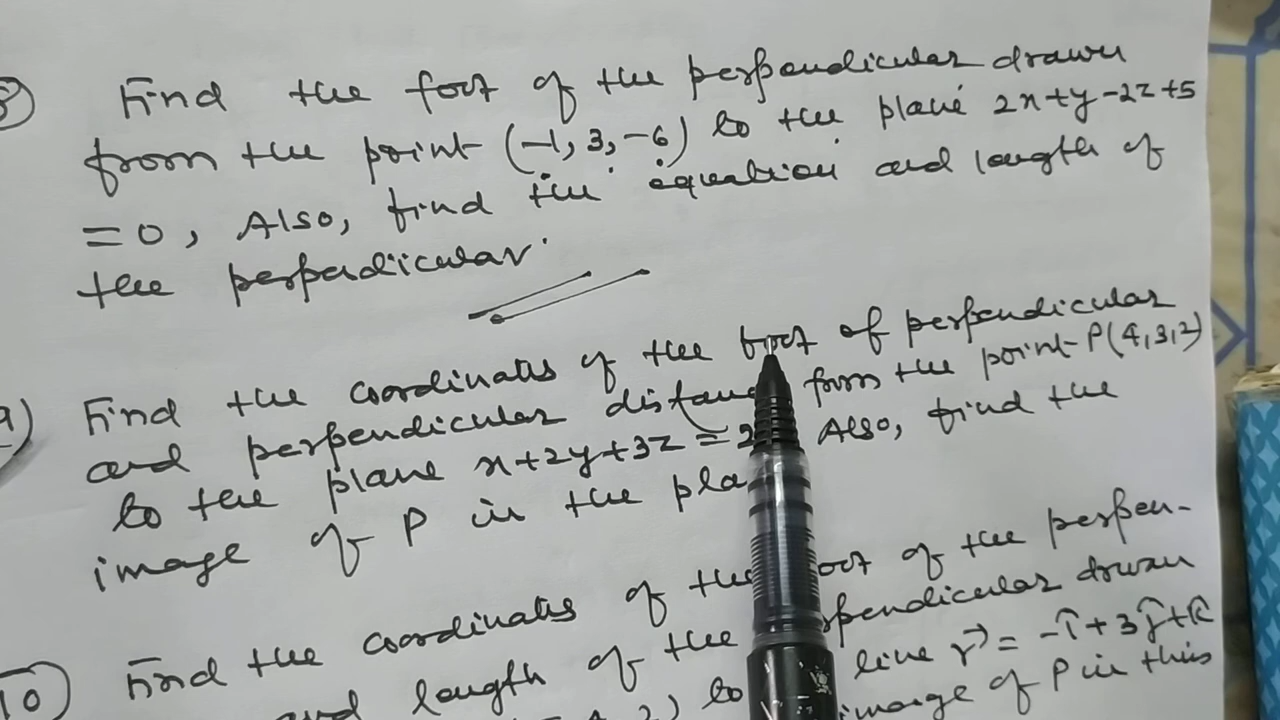 8) Find the foot of the perpendicular drawn
from the point (-1, 3, -6) to the plane 2x+y-2z+5
=0, Also, find the equation and length of
the perpendicular.
9) Find the coordinates of the foot of perpendicular
and perpendicular distance from the point P(4,3,2)
to the plane x+2y+3z=2 Also, find the
image of P in the pla
10) Find the coordinates of the foot of the perpen-
and length of the perpendicular drawn
2) to line r⃗ = -î+3ĵ+k̂
image of P in this